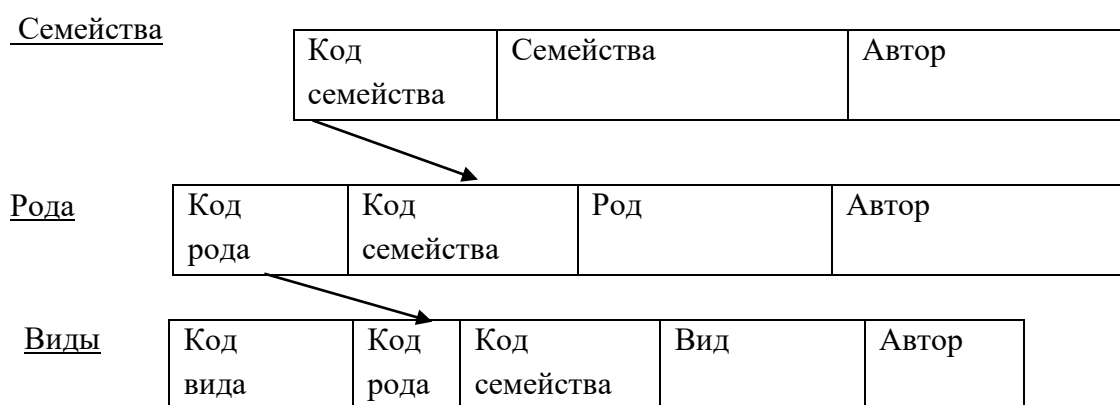 Семейства
Код Семейства Автор
семейства
Рода Код Код Род Автор
рода семейства
Виды Код Код Код Вид Автор
вида рода семейства